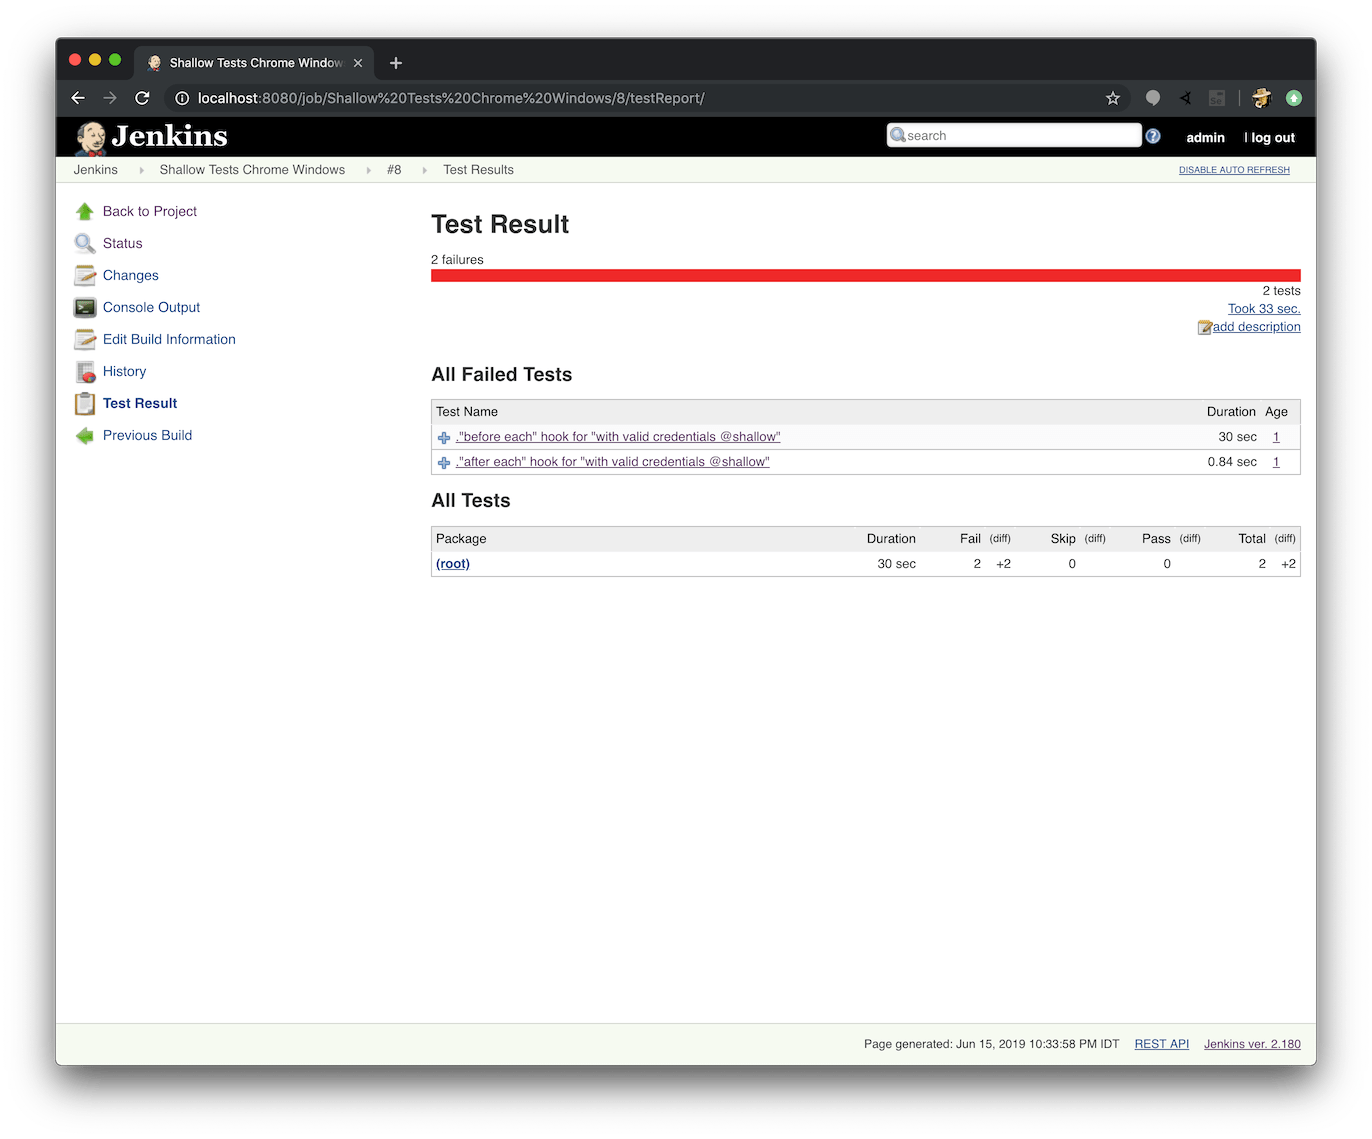 Shallow Tests Chrome Window
localhost:8080/job/Shallow%20Tests%20Chrome%20Windows/8/testReport/
Jenkins
search
admin
| log out
Jenkins
Shallow Tests Chrome Windows
#8
Test Results
DISABLE AUTO REFRESH
Back to Project
Status
Changes
Console Output
Edit Build Information
History
Test Result
Previous Build
Test Result
2 failures
2 tests
Took 33 sec.
add description
All Failed Tests
Test Name Duration Age
."before each" hook for "with valid credentials @shallow" 30 sec 1
."after each" hook for "with valid credentials @shallow" 0.84 sec 1
All Tests
Package Duration Fail (diff) Skip (diff) Pass (diff) Total (diff)
(root) 30 sec 2 +2 0 0 2 +2
Page generated: Jun 15, 2019 10:33:58 PM IDT REST API Jenkins ver. 2.180